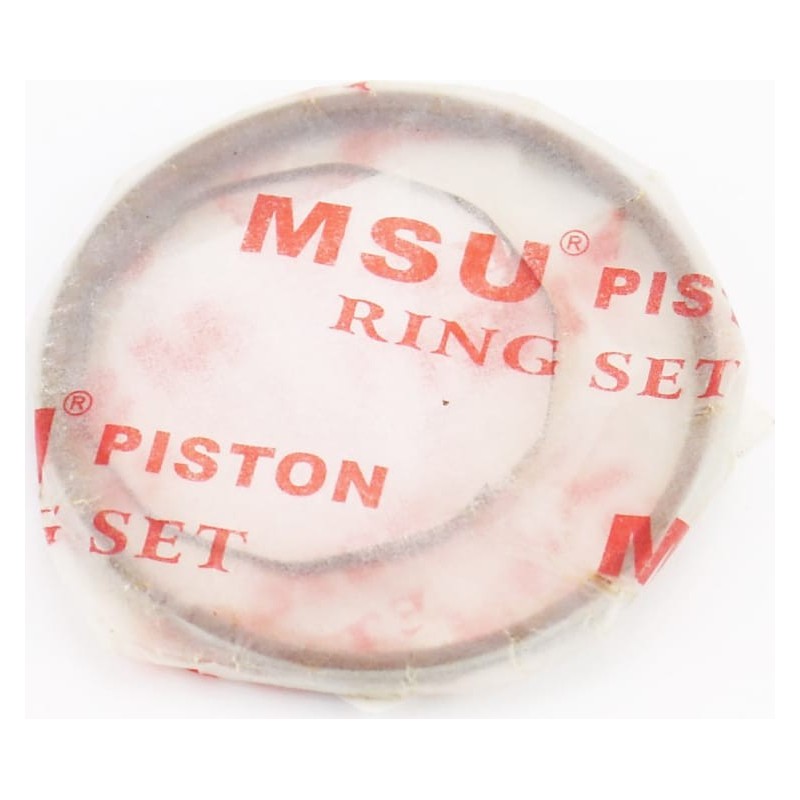 MSU® PIS
RING SET
® PISTON
SET
M